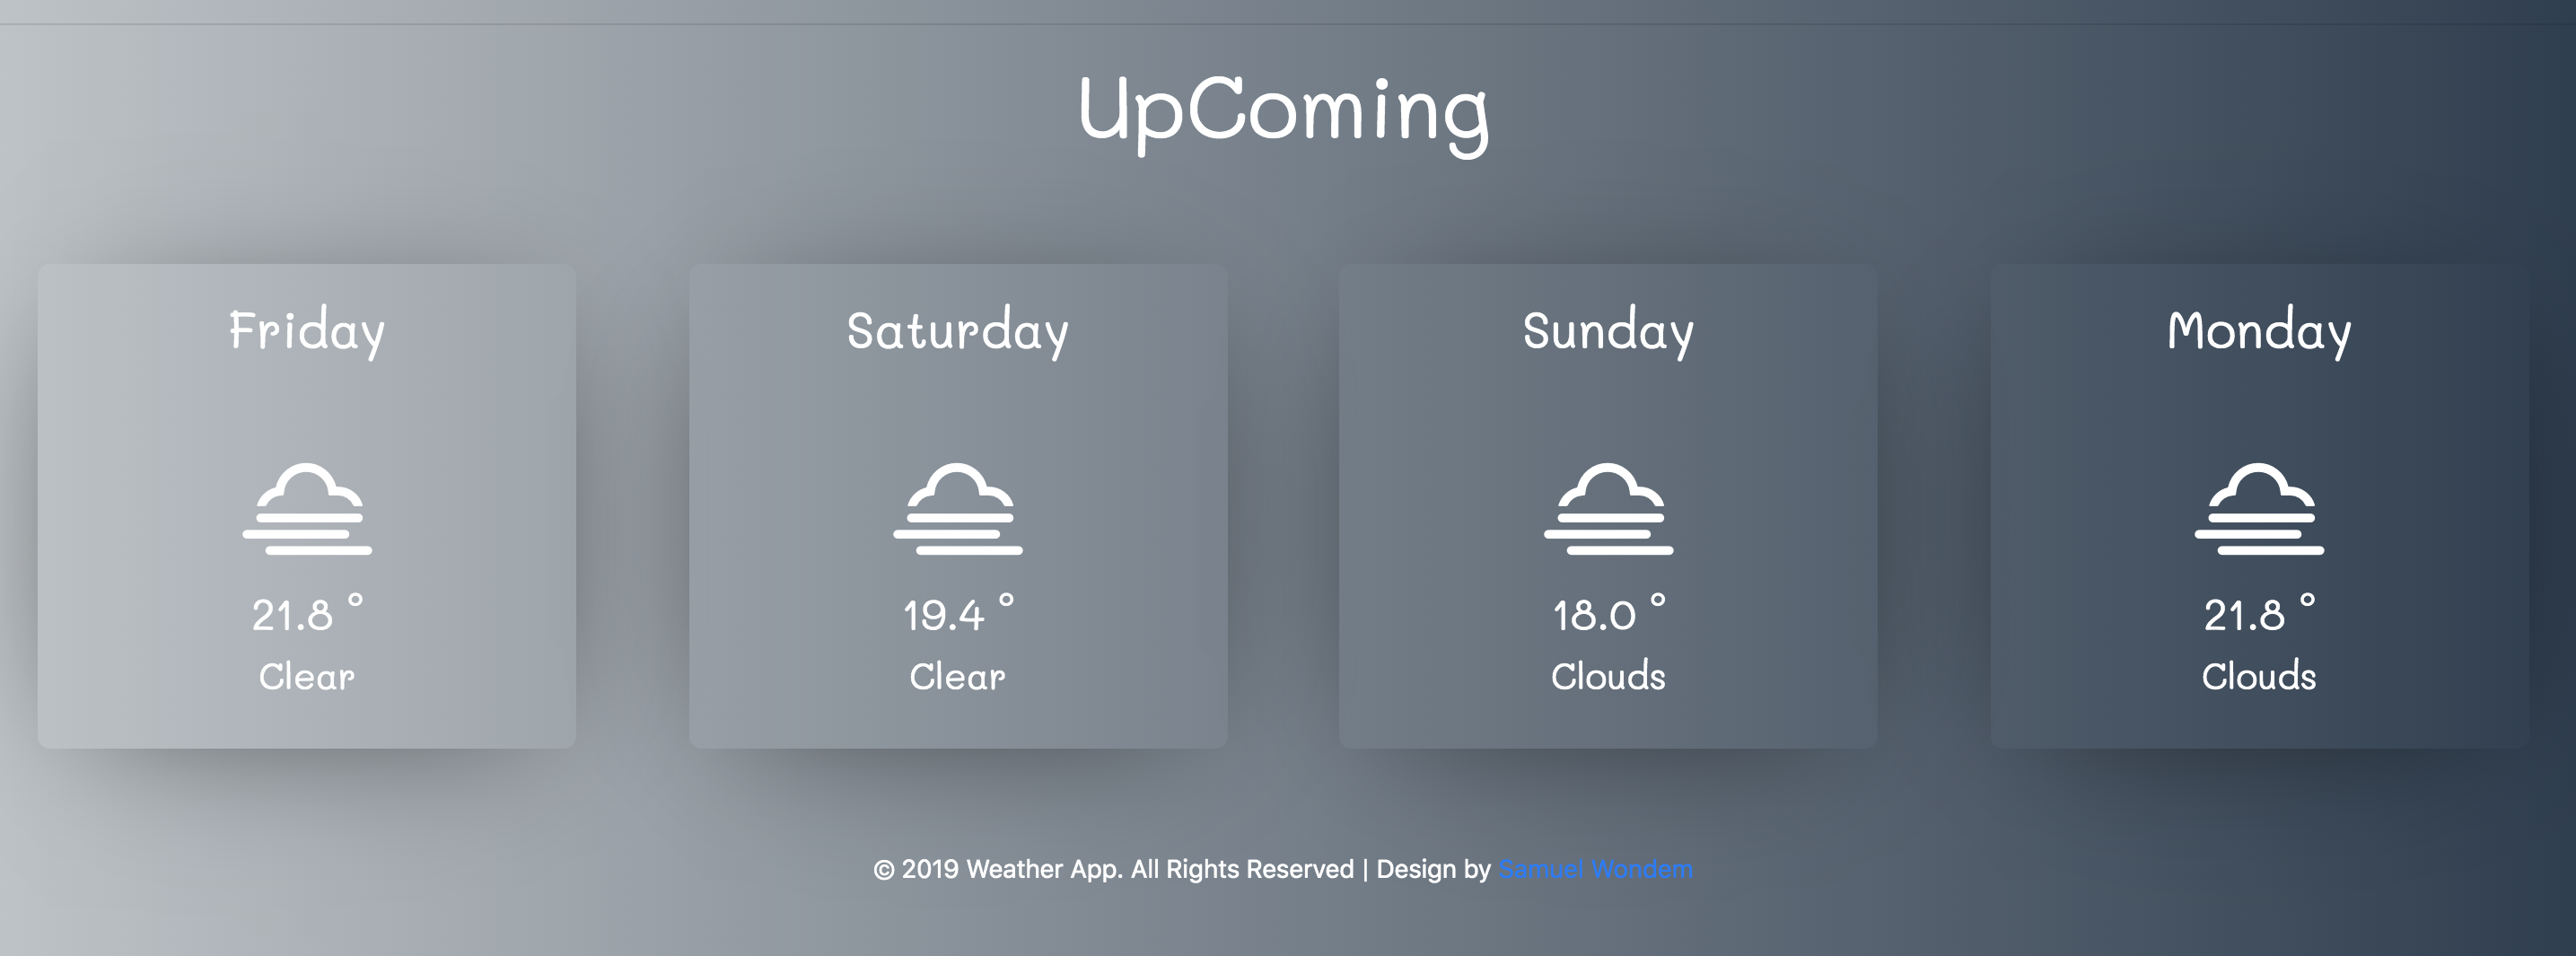 UpComing
Friday
21.8 °
Clear
Saturday
19.4 °
Clear
Sunday
18.0 °
Clouds
Monday
21.8 °
Clouds
© 2019 Weather App. All Rights Reserved | Design by Samuel Wondem